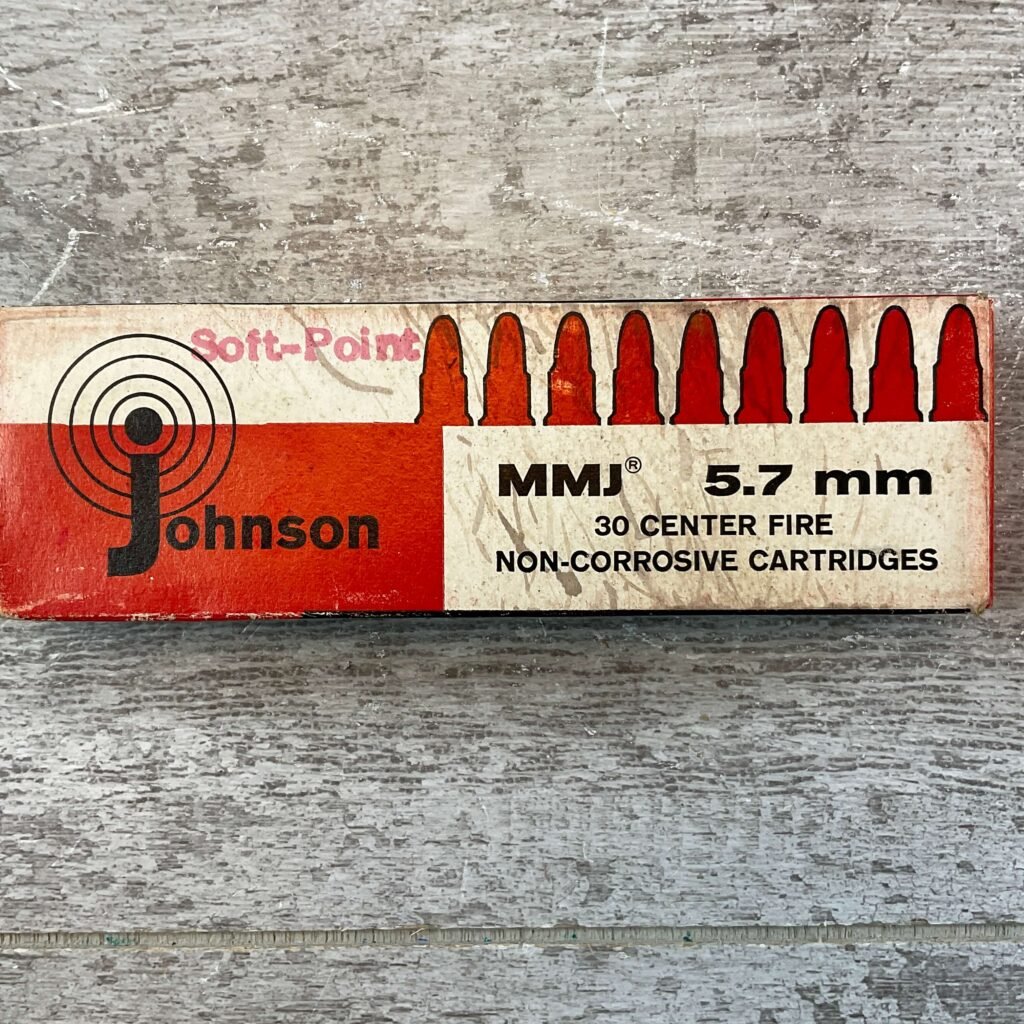 Soft-Point
Johnson
MMJ® 5.7 mm
30 CENTER FIRE
NON-CORROSIVE CARTRIDGES